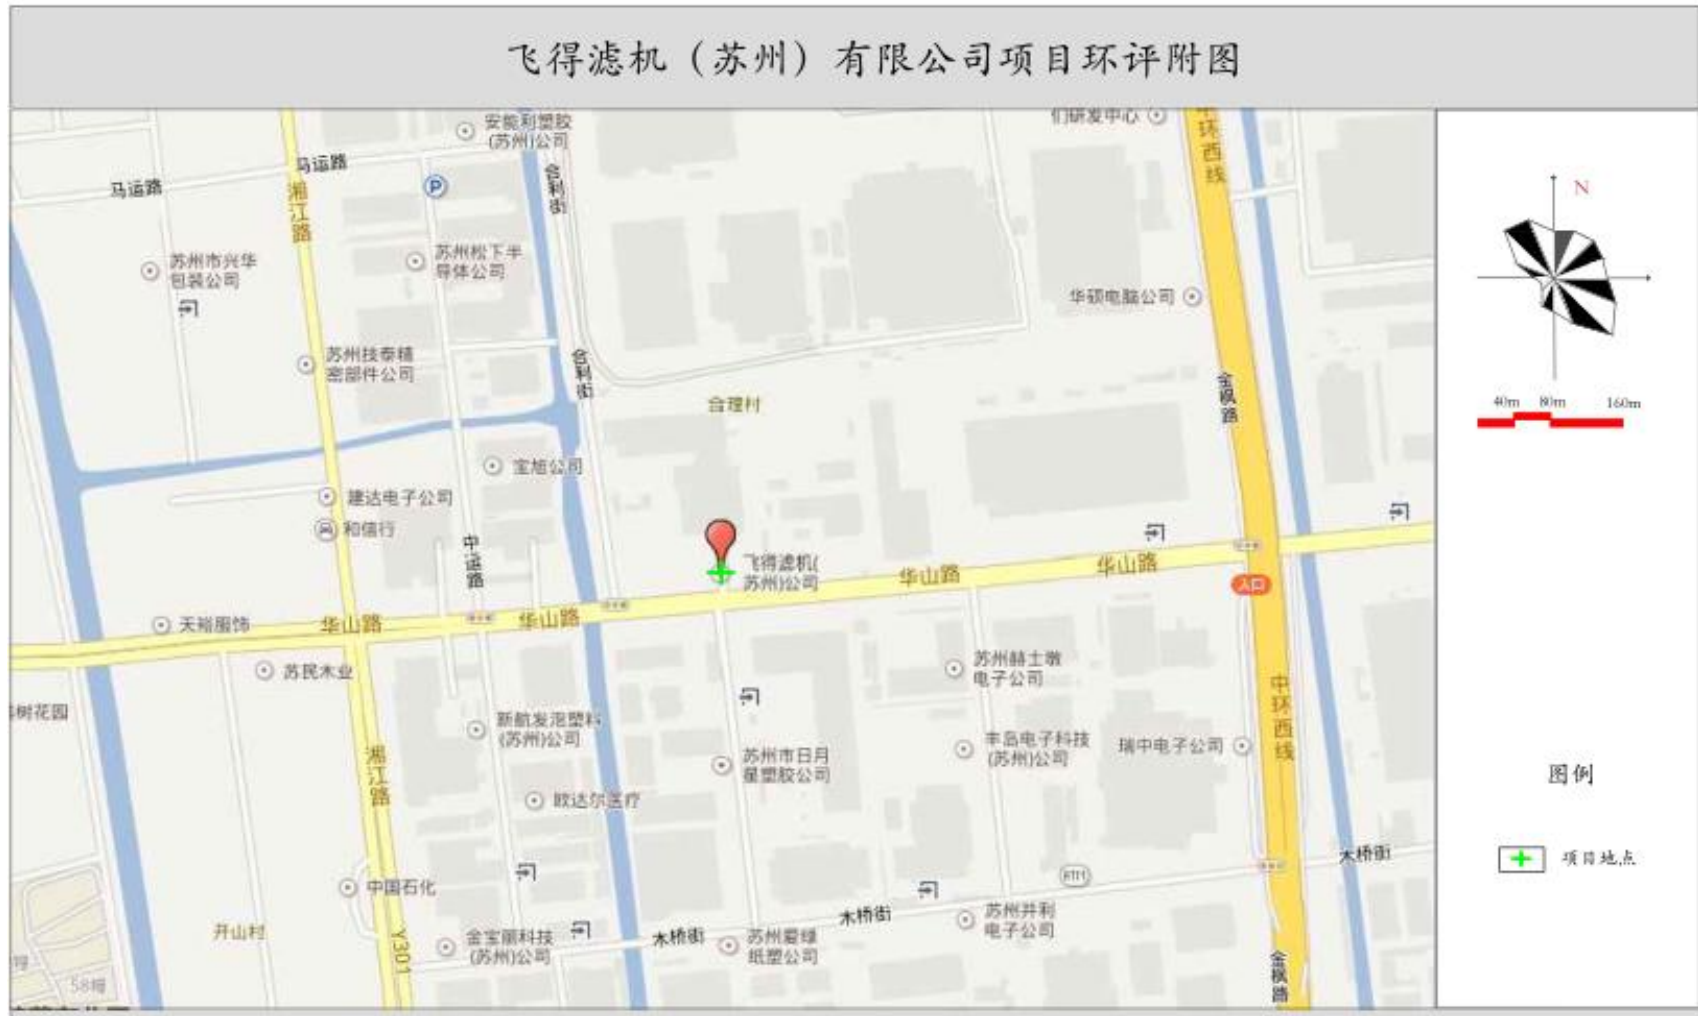 飞得滤机（苏州）有限公司项目环评附图
安能利塑胶
(苏州)公司
们研发中心
中环西线
马运路
马运路
湘江路
合利街
P
苏州松下半
导体公司
苏州市兴华
包装公司
华硕电脑公司
苏州技泰精
密部件公司
合利街
金枫路
合理村
宝旭公司
建达电子公司
和信行
中运路
飞得滤机(
苏州)公司
华山路
华山路
入口
天裕服饰
华山路
华山路
苏民木业
苏州赫士敦
电子公司
树花园
新航发泡塑料
(苏州)公司
中环西线
湘江路
苏州市日月
星塑胶公司
丰岛电子科技
(苏州)公司
瑞中电子公司
欧达尔医疗
木桥街
中国石化
木桥街
苏州并利
电子公司
开山村
Y301
金宝丽科技
(苏州)公司
木桥街
苏州爱绿
纸塑公司
金枫路
58幢
N
40m 80m 160m
图例
项目地点